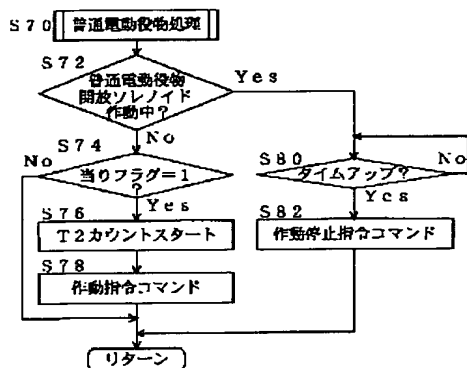 S70 普通電動役物処理
S72
普通電動役物
開放ソレノイド
作動中?
Yes
No
S74
当りフラグ=1
?
No
Yes
S76
T2カウントスタート
S78
作動指令コマンド
S80
タイムアップ?
No
Yes
S82
作動停止指令コマンド
リターン